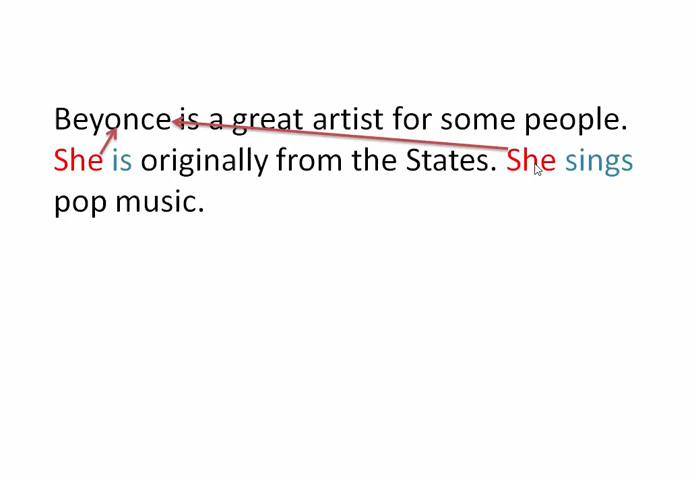 Beyonce is a great artist for some people.
She is originally from the States. She sings
pop music.